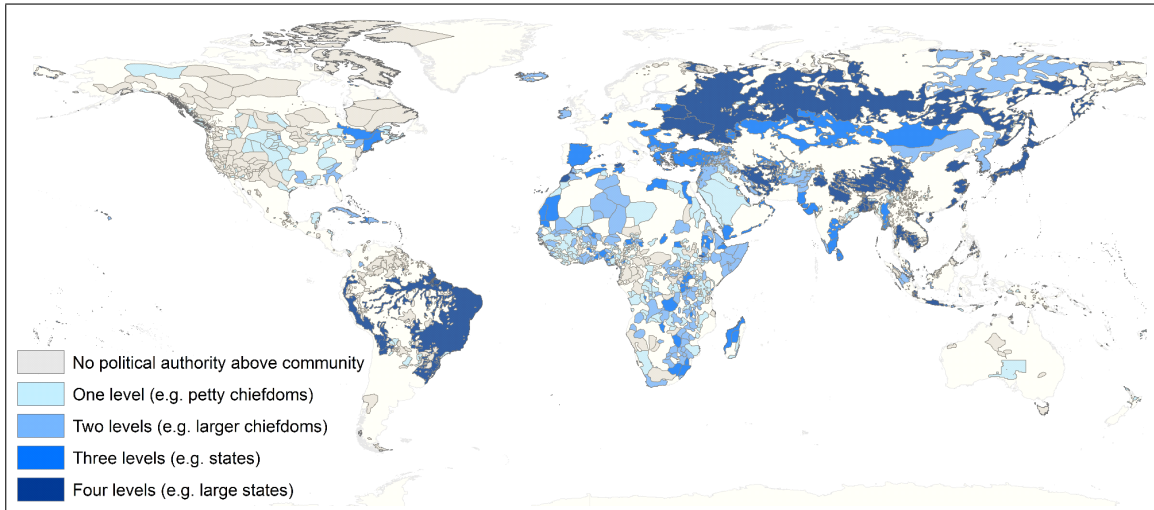 No political authority above community
One level (e.g. petty chiefdoms)
Two levels (e.g. larger chiefdoms)
Three levels (e.g. states)
Four levels (e.g. large states)